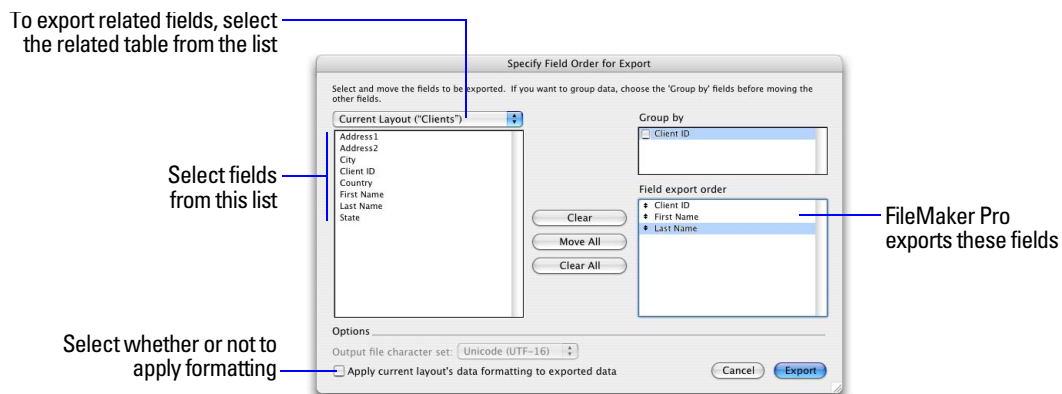 To export related fields, select
the related table from the list
Specify Field Order for Export
Select and move the fields to be exported. If you want to group data, choose the 'Group by' fields before moving the
other fields.
Current Layout ("Clients")
Group by
Address1
Address2
City
Client ID
Country
First Name
Last Name
State
Client ID
Select fields
from this list
Field export order
Client ID
First Name
Last Name
Clear
Move All
Clear All
FileMaker Pro
exports these fields
Options
Output file character set: Unicode (UTF-16)
Select whether or not to
apply formatting
Apply current layout's data formatting to exported data
Cancel
Export